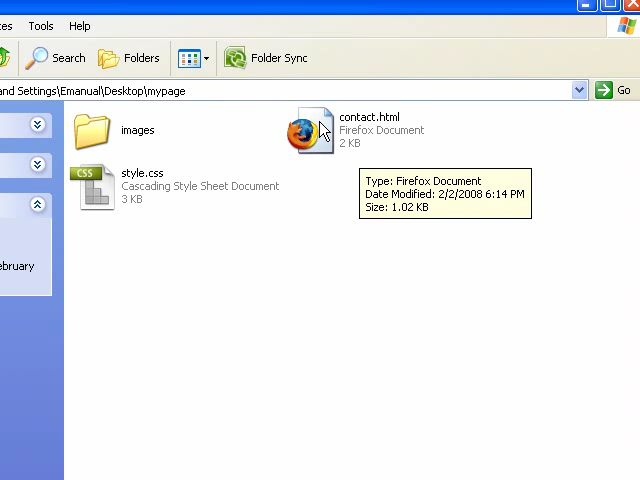 es Tools Help
Search Folders Folder Sync
and Settings\Emanual\Desktop\mypage Go
images
contact.html
Firefox Document
2 KB
CSS
style.css
Cascading Style Sheet Document
3 KB
Type: Firefox Document
Date Modified: 2/2/2008 6:14 PM
Size: 1.02 KB
ebruary